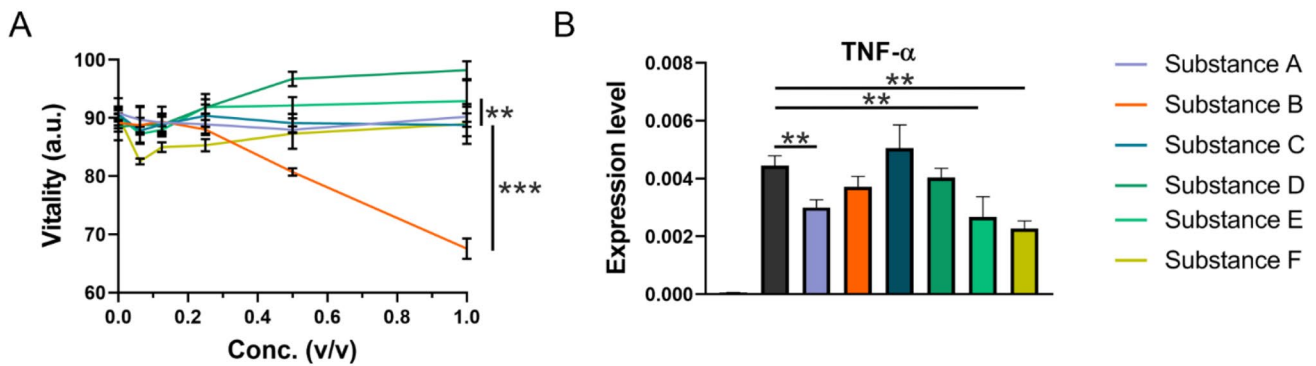 A
Vitality (a.u.)
100
90
80
70
60
**
***
0.0 0.2 0.4 0.6 0.8 1.0
Conc. (v/v)
B
TNF-α
Expression level
0.008
0.006
0.004
0.002
0.000
**
**
**
Substance A
Substance B
Substance C
Substance D
Substance E
Substance F